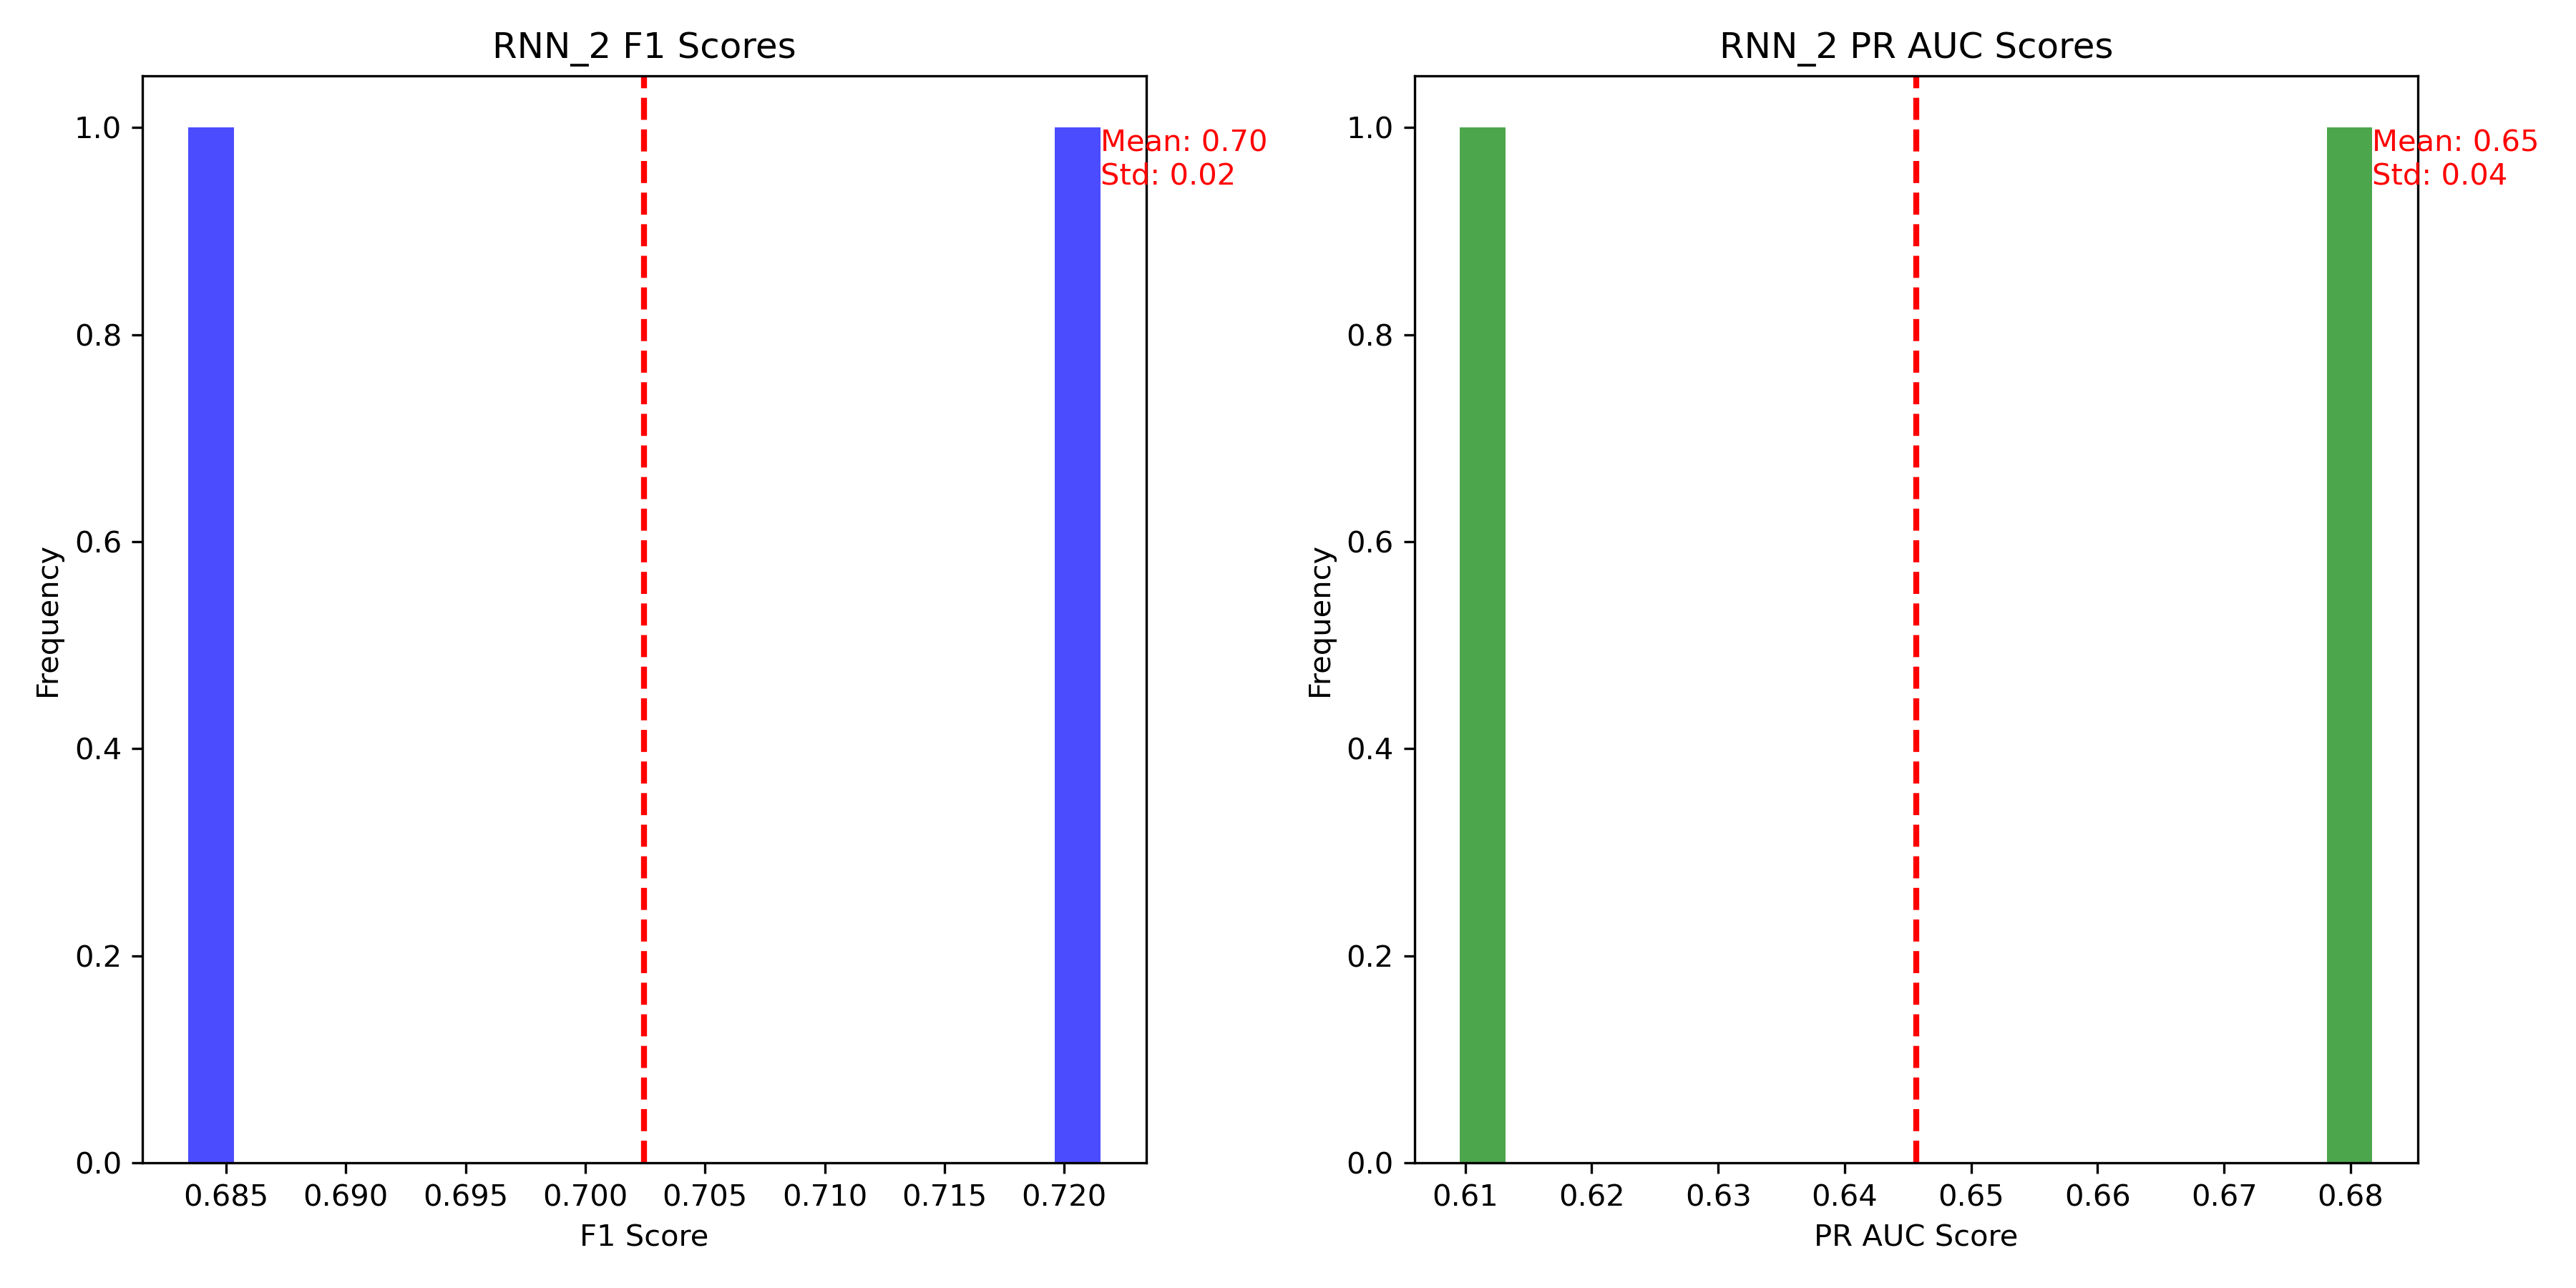 RNN_2 F1 Scores
1.0
0.8
0.6
0.4
0.2
0.0
Frequency
Mean: 0.70
Std: 0.02
0.685 0.690 0.695 0.700 0.705 0.710 0.715 0.720
F1 Score
RNN_2 PR AUC Scores
1.0
0.8
0.6
0.4
0.2
0.0
Frequency
Mean: 0.65
Std: 0.04
0.61 0.62 0.63 0.64 0.65 0.66 0.67 0.68
PR AUC Score